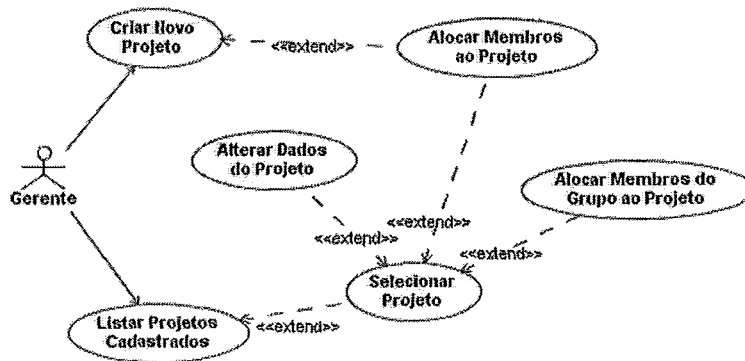 Criar Novo
Projeto
<<extend>>
Alocar Membros
ao Projeto
Gerente
Alterar Dados
do Projeto
Alocar Membros do
Grupo ao Projeto
<<extend>>
<<extend>>
<<extend>>
Selecionar
Projeto
<<extend>>
Listar Projetos
Cadastrados